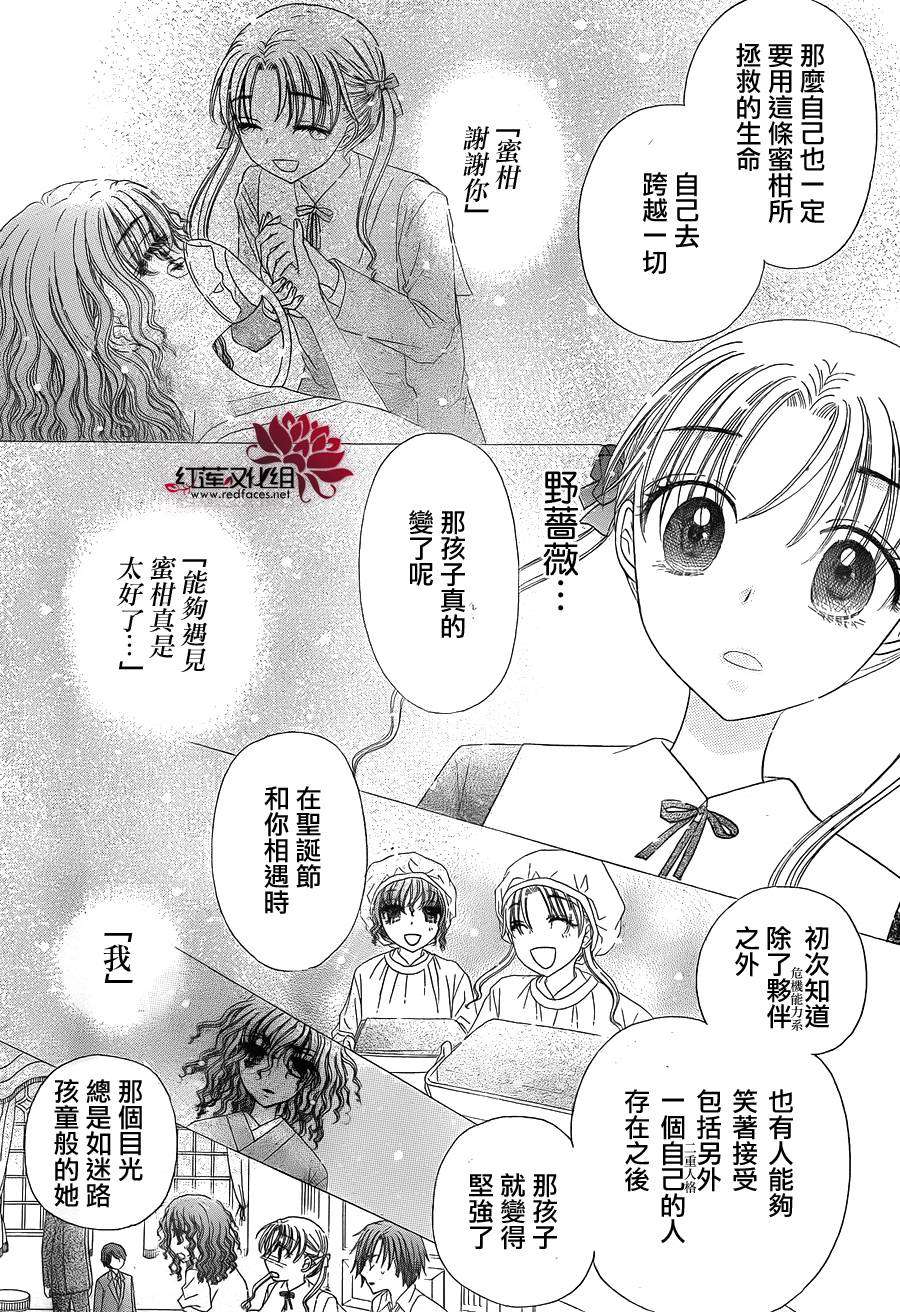 那麼自己也一定
要用這條蜜柑所
拯救的生命
自己去
跨越一切
「蜜柑
謝謝你」
野薔薇…
那孩子真的
變了呢
「能夠遇見
蜜柑真是
太好了…」
红莲汉化组
www.redfaces.net
在聖誕節
和你相遇時
初次知道
除了夥伴
危機能力系
之外
也有人能夠
笑著接受
包括另外
一個自己的人
二重人格
存在之後
那孩子
就變得
堅強了
「我」
那個目光
總是如迷路
孩童般的她